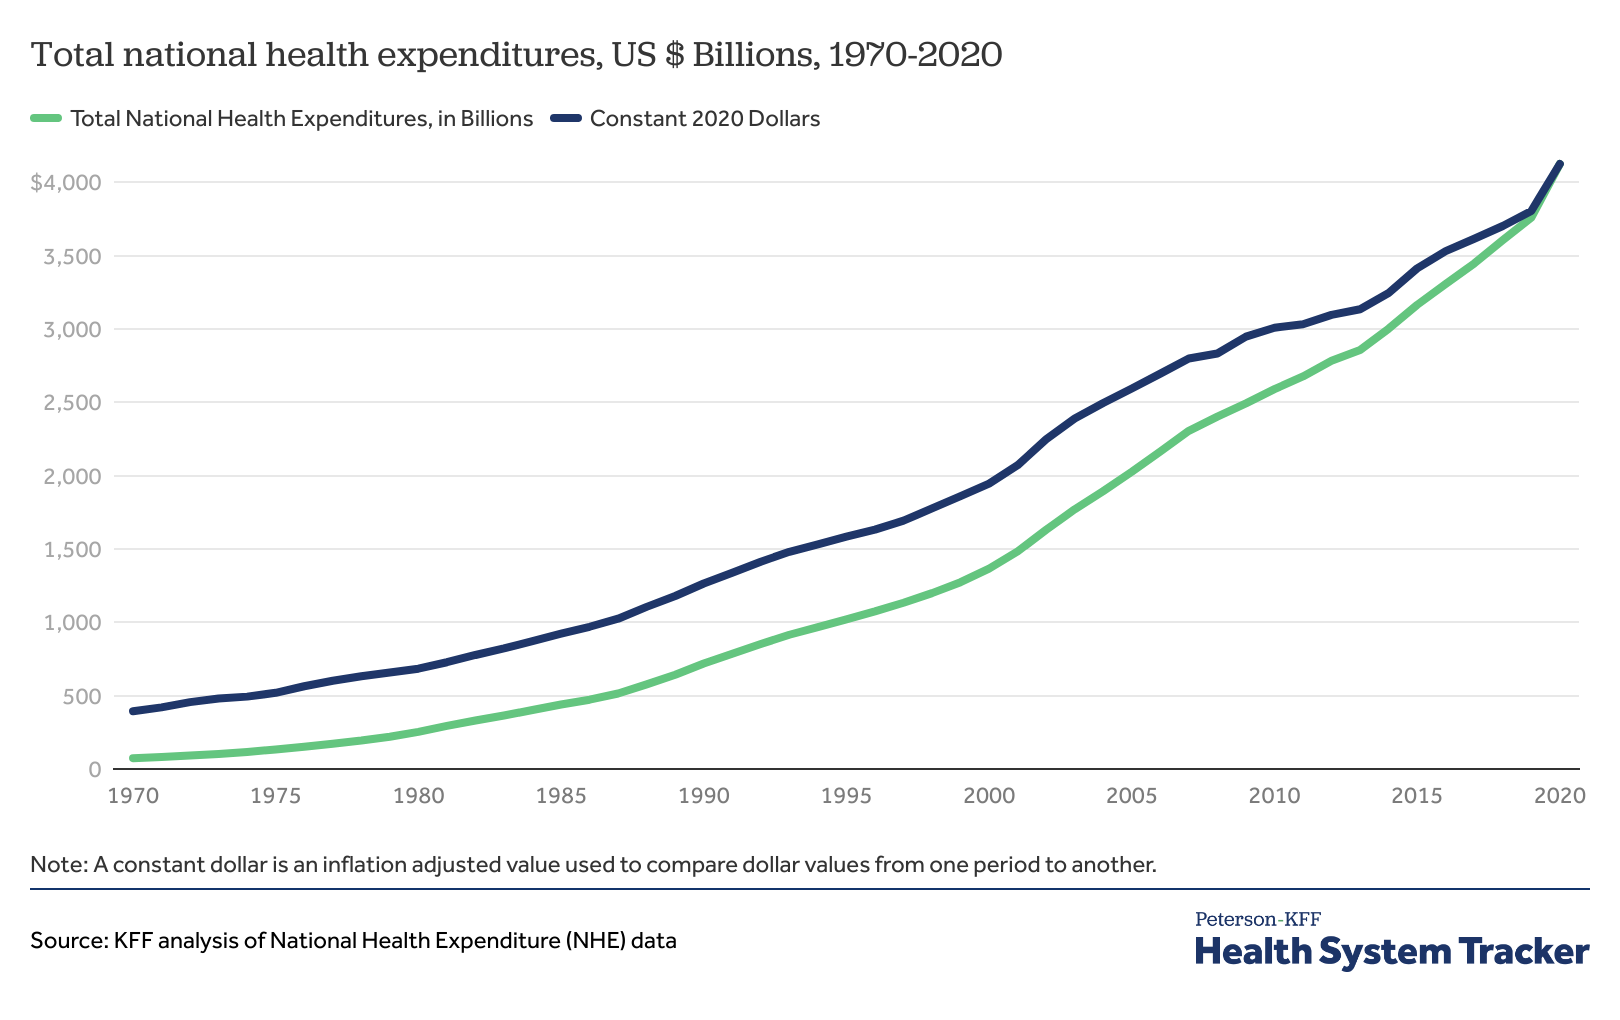 Total national health expenditures, US $ Billions, 1970-2020
Total National Health Expenditures, in Billions Constant 2020 Dollars
$4,000
3,500
3,000
2,500
2,000
1,500
1,000
500
0
1970 1975 1980 1985 1990 1995 2000 2005 2010 2015 2020
Note: A constant dollar is an inflation adjusted value used to compare dollar values from one period to another.
Peterson-KFF
Source: KFF analysis of National Health Expenditure (NHE) data
Health System Tracker